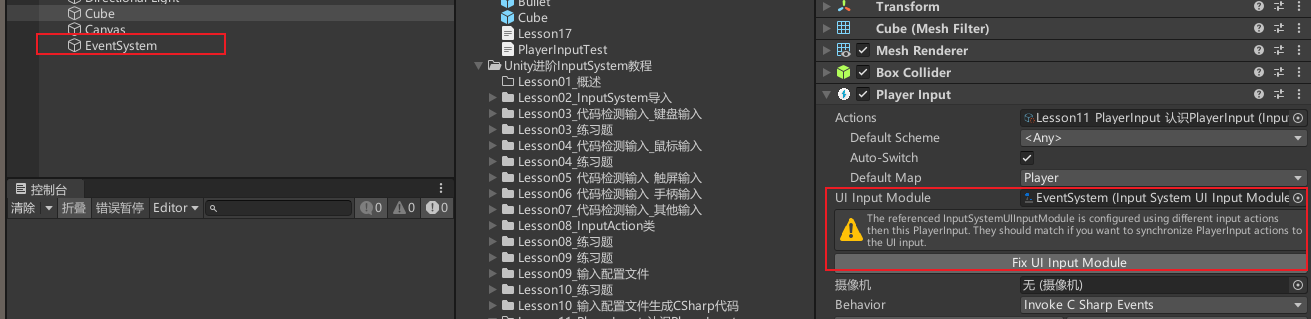 Directional Light
Cube
Canvas
EventSystem
控制台
清除
折叠
错误暂停
Editor
0
0
0
Bullet
Cube
Lesson17
PlayerInputTest
Unity进阶InputSystem教程
Lesson01_概述
Lesson02_InputSystem导入
Lesson03_代码检测输入_键盘输入
Lesson03_练习题
Lesson04_代码检测输入_鼠标输入
Lesson04_练习题
Lesson05 代码检测输入 触屏输入
Lesson06 代码检测输入 手柄输入
Lesson07_代码检测输入_其他输入
Lesson08_InputAction类
Lesson08_练习题
Lesson09 练习题
Lesson09 输入配置文件
Lesson10_练习题
Lesson10_输入配置文件生成CSharp代码
Transform
Cube (Mesh Filter)
Mesh Renderer
Box Collider
Player Input
Actions
Lesson11 PlayerInput 认识PlayerInput (Inpu
Default Scheme
<Any>
Auto-Switch
Default Map
Player
UI Input Module
EventSystem (Input System UI Input Module
The referenced InputSystemUIInputModule is configured using different input actions
then this PlayerInput. They should match if you want to synchronize PlayerInput actions to
the UI input.
Fix UI Input Module
摄像机
无 (摄像机)
Behavior
Invoke C Sharp Events